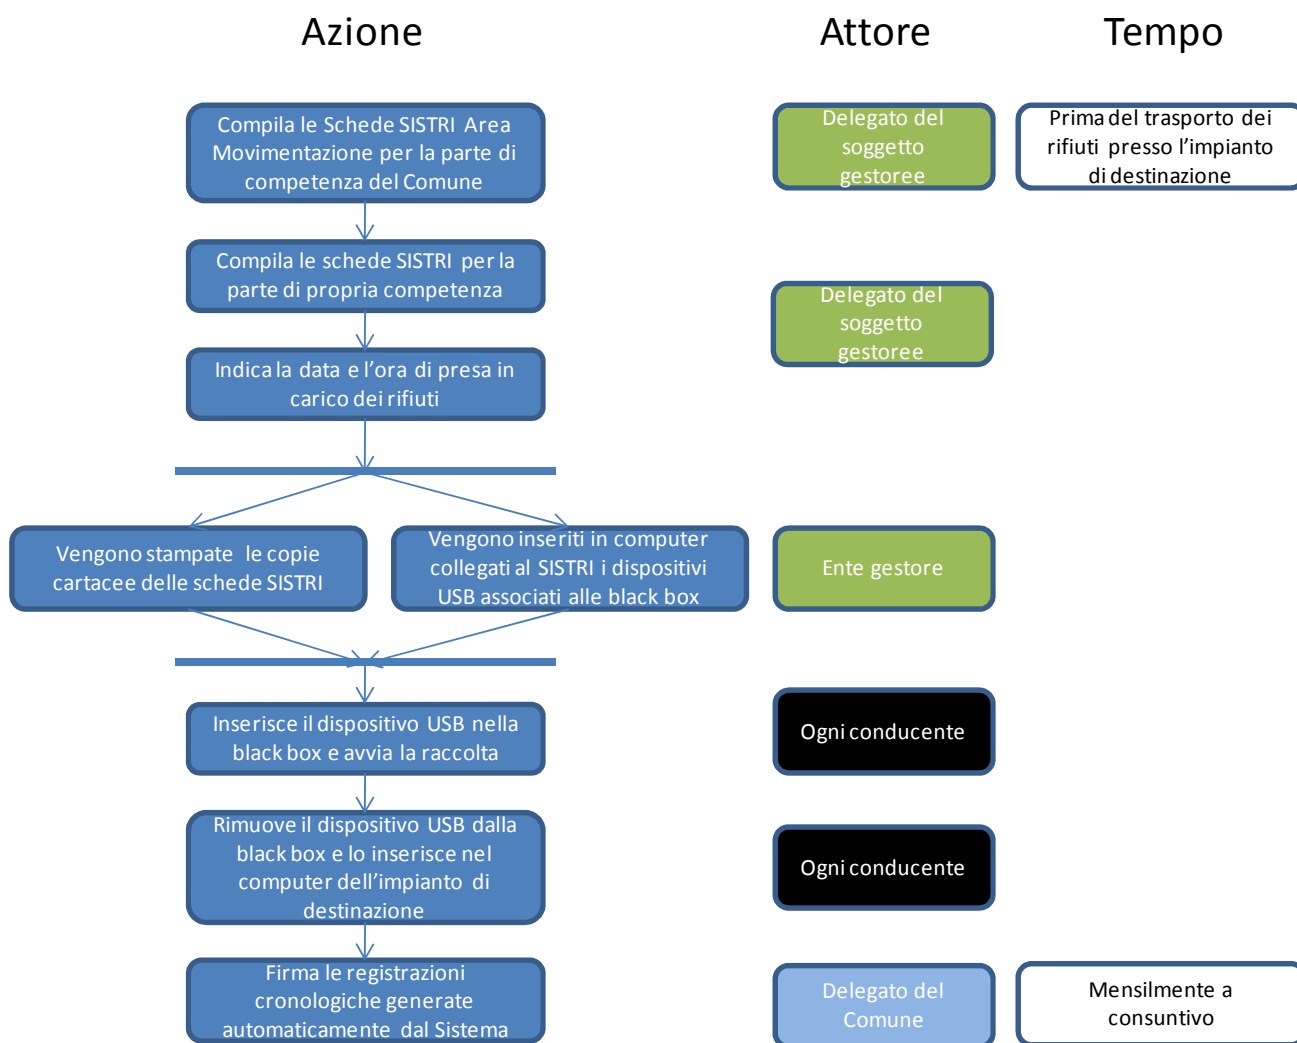 Azione
Attore
Tempo
Compila le Schede SISTRI Area
Movimentazione per la parte di
competenza del Comune
Delegato del
soggetto
gestoree
Prima del trasporto dei
rifiuti presso l'impianto
di destinazione
Compila le schede SISTRI per la
parte di propria competenza
Delegato del
soggetto
gestoree
Indica la data e l'ora di presa in
carico dei rifiuti
Vengono stampate le copie
cartacee delle schede SISTRI
Vengono inseriti in computer
collegati al SISTRI i dispositivi
USB associati alle black box
Ente gestore
Inserisce il dispositivo USB nella
black box e avvia la raccolta
Ogni conducente
Rimuove il dispositivo USB dalla
black box e lo inserisce nel
computer dell'impianto di
destinazione
Ogni conducente
Firma le registrazioni
cronologiche generate
automaticamente dal Sistema
Delegato del
Comune
Mensilmente a
consuntivo